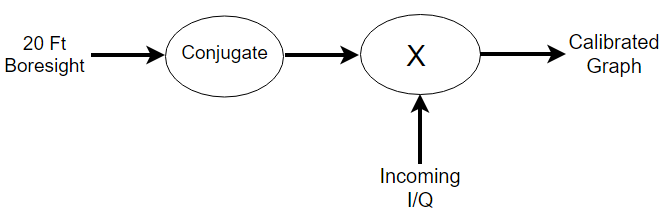 20 Ft
Boresight
Conjugate
X
Calibrated
Graph
Incoming
I/Q